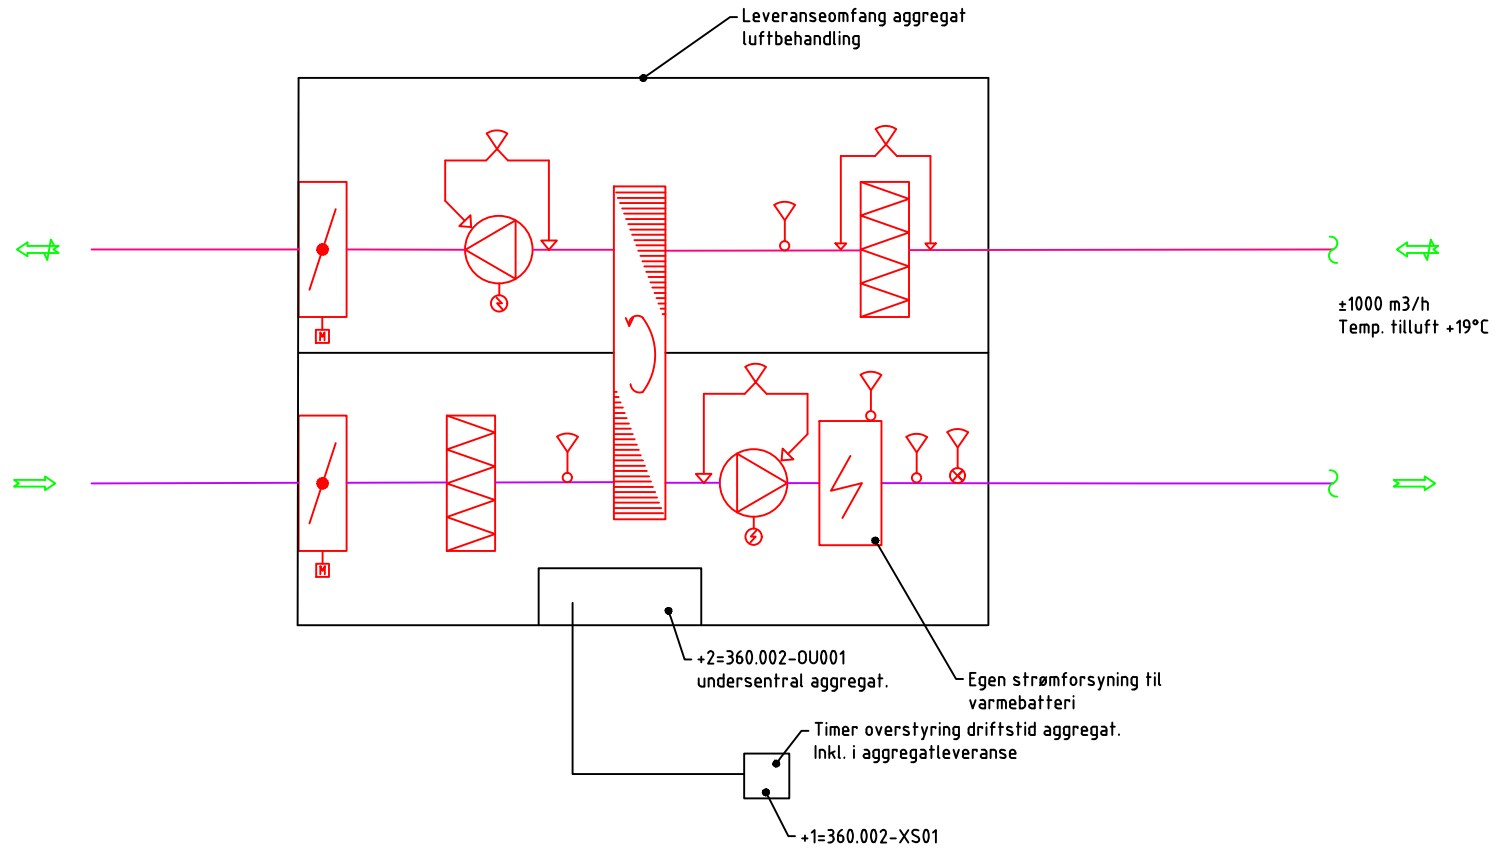 Leveranseomfang aggregat
luftbehandling
±1000 m3/h
Temp. tilluft +19°C
M
M
+2=360.002-OU001
undersentral aggregat.
Egen strømforsyning til
varmebatteri
Timer overstyring driftstid aggregat.
Inkl. i aggregatleveranse
+1=360.002-XS01